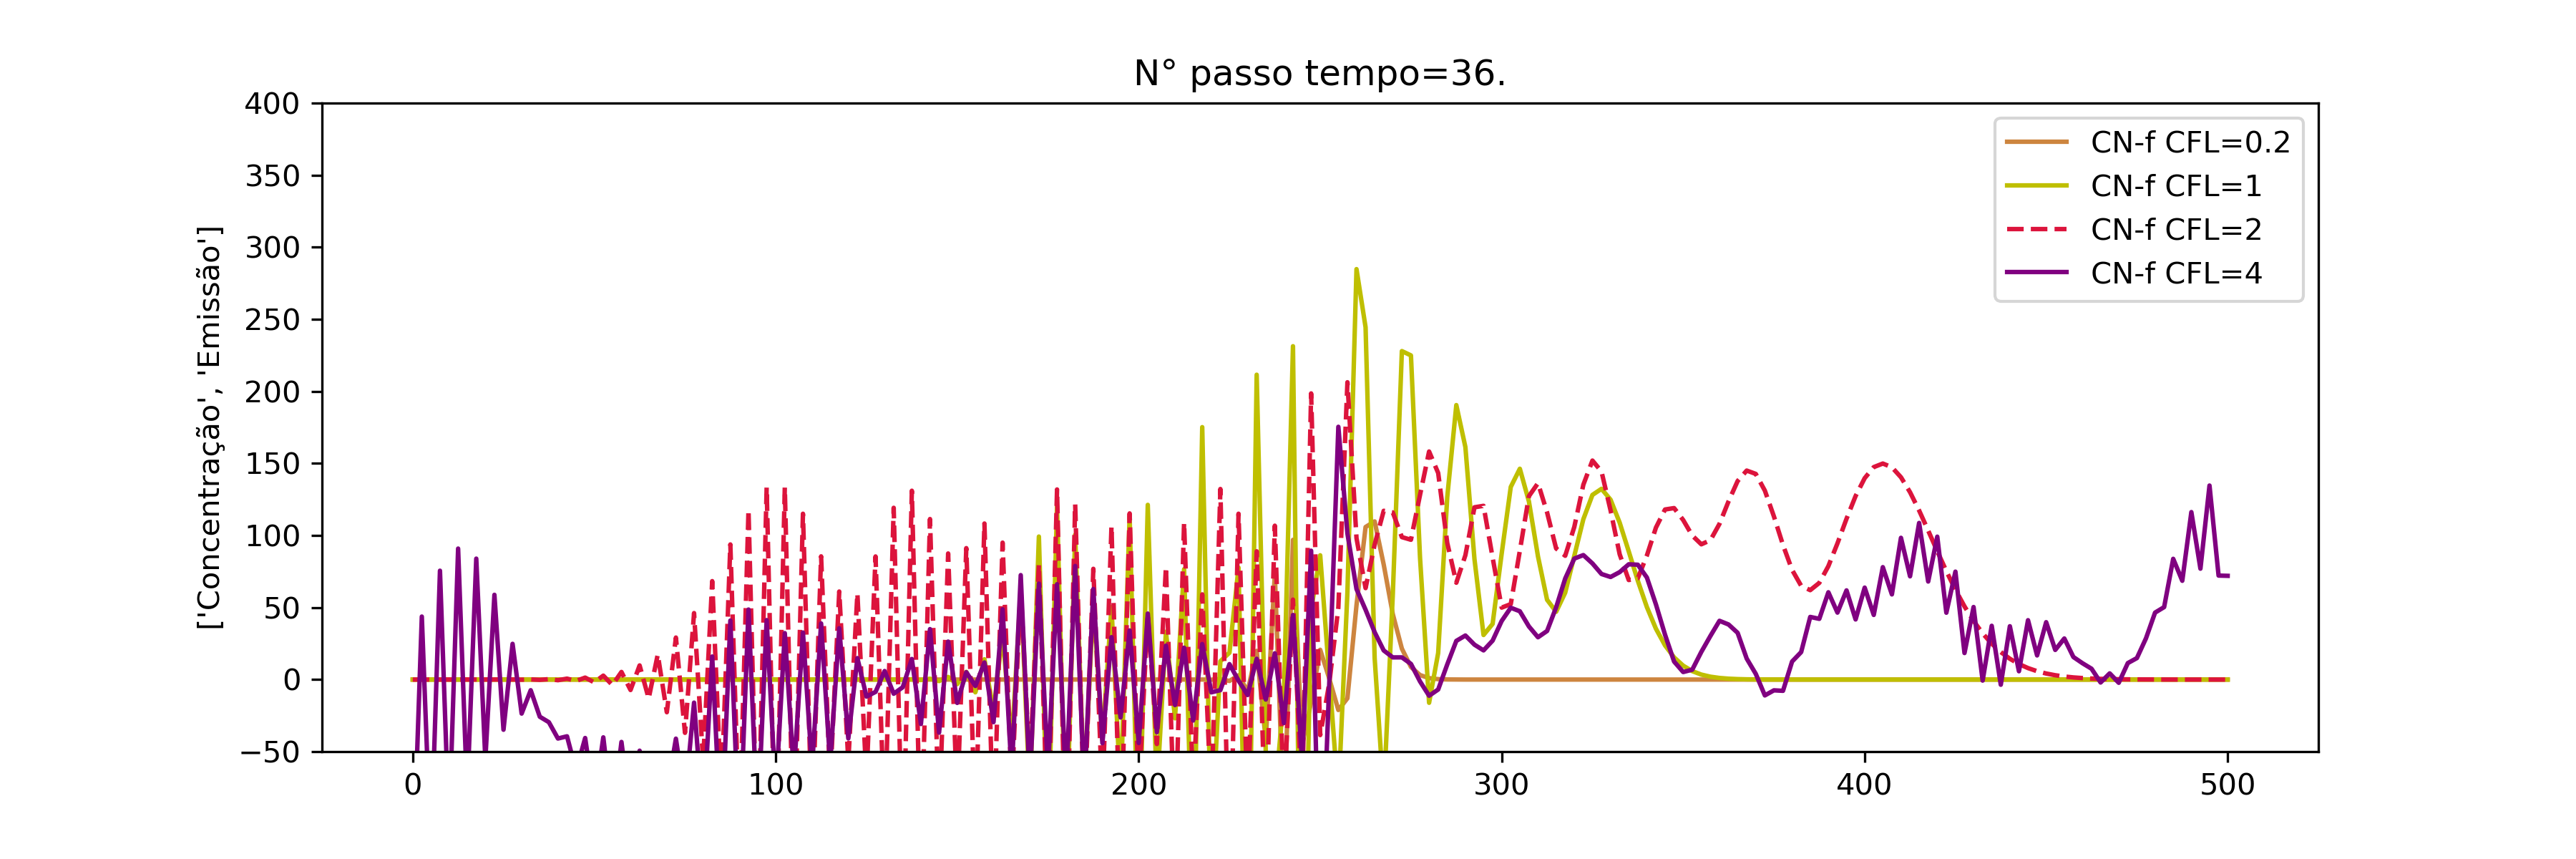 N° passo tempo=36.
['Concentração', 'Emissão']
400
350
300
250
200
150
100
50
0
−50
0
100
200
300
400
500
CN-f CFL=0.2
CN-f CFL=1
CN-f CFL=2
CN-f CFL=4